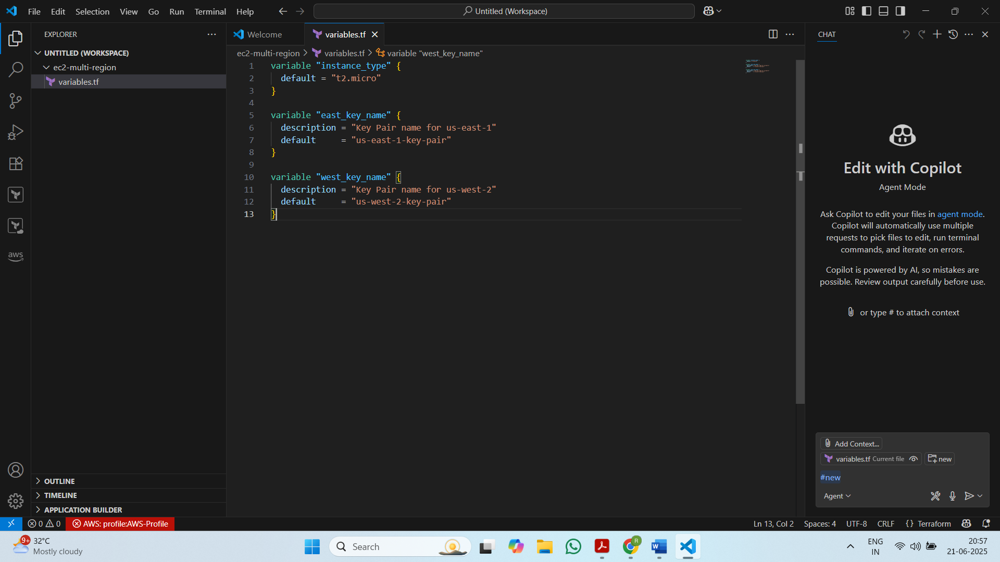 File Edit Selection View Go Run Terminal Help
Untitled (Workspace)
EXPLORER
UNTITLED (WORKSPACE)
ec2-multi-region
variables.tf
OUTLINE
TIMELINE
APPLICATION BUILDER
aws
Welcome
variables.tf
ec2-multi-region > variables.tf > variable "west_key_name"
1 variable "instance_type" {
2 default = "t2.micro"
3 }
4
5 variable "east_key_name" {
6 description = "Key Pair name for us-east-1"
7 default     = "us-east-1-key-pair"
8 }
9
10 variable "west_key_name" {
11 description = "Key Pair name for us-west-2"
12 default     = "us-west-2-key-pair"
13 }
CHAT
Edit with Copilot
Agent Mode
Ask Copilot to edit your files in agent mode.
Copilot will automatically use multiple
requests to pick files to edit, run terminal
commands, and iterate on errors.
Copilot is powered by AI, so mistakes are
possible. Review output carefully before use.
or type # to attach context
Add Context...
variables.tf Current file new
#new
Agent
0 0 AWS: profile:AWS-Profile
Ln 13, Col 2 Spaces: 4 UTF-8 CRLF {} Terraform
9+
32°C
Mostly cloudy
Search
R
W
ENG
IN
20:57
21-06-2025